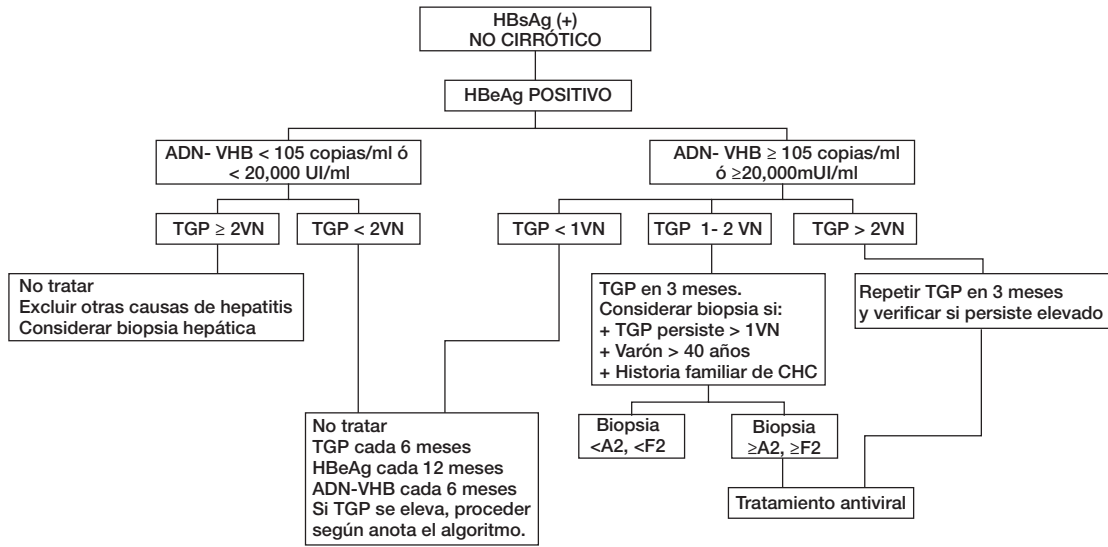 HBsAg (+)
NO CIRRÓTICO
HBeAg POSITIVO
ADN- VHB < 105 copias/ml ó
< 20,000 UI/ml
ADN- VHB ≥ 105 copias/ml
ó ≥20,000mUI/ml
TGP ≥ 2VN
TGP < 2VN
TGP < 1VN
TGP 1- 2 VN
TGP > 2VN
No tratar
Excluir otras causas de hepatitis
Considerar biopsia hepática
TGP en 3 meses.
Considerar biopsia si:
+ TGP persiste > 1VN
+ Varón > 40 años
+ Historia familiar de CHC
Repetir TGP en 3 meses
y verificar si persiste elevado
No tratar
TGP cada 6 meses
HBeAg cada 12 meses
ADN-VHB cada 6 meses
Si TGP se eleva, proceder
según anota el algoritmo.
Biopsia
<A2, <F2
Biopsia
≥A2, ≥F2
Tratamiento antiviral